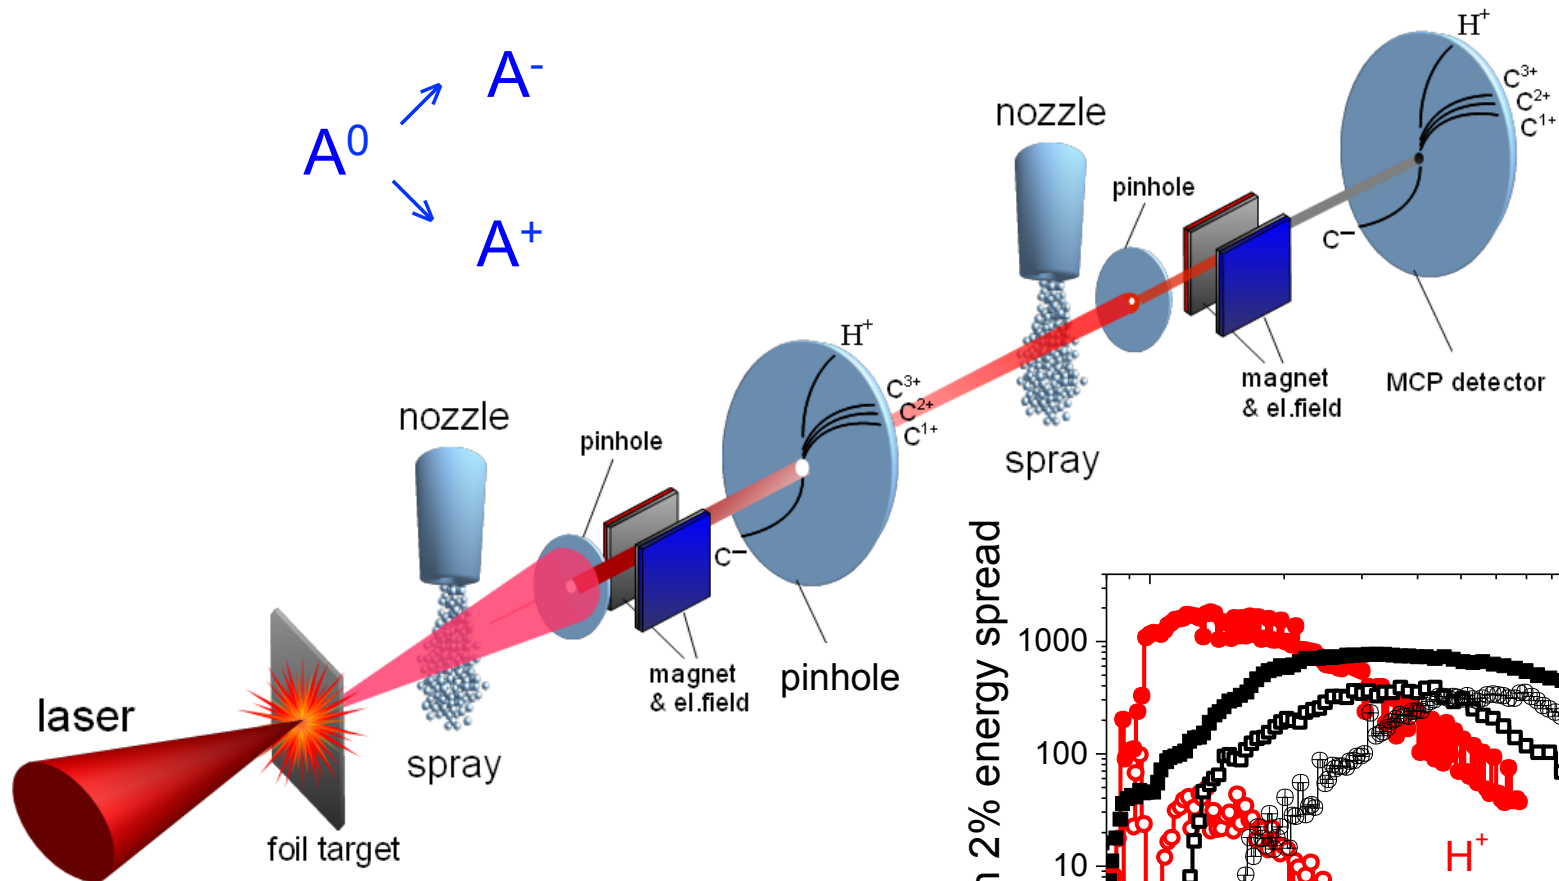 A⁻
A⁰
A⁺
nozzle
pinhole
H⁺
C³⁺
C²⁺
C¹⁺
C⁻
magnet
& el.field
MCP detector
spray
nozzle
pinhole
H⁺
C³⁺
C²⁺
C¹⁺
C⁻
magnet
& el.field
pinhole
spray
laser
foil target
2% energy spread
1000
100
10
H⁺